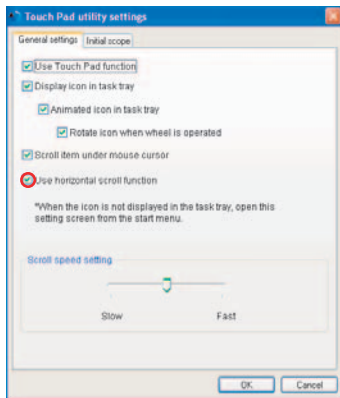 Touch Pad utility settings
General settings
Initial scope
Use Touch Pad function
Display icon in task tray
Animated icon in task tray
Rotate icon when wheel is operated
Scroll item under mouse cursor
Use horizontal scroll function
*When the icon is not displayed in the task tray, open this
setting screen from the start menu.
Scroll speed setting
Slow Fast
OK Cancel